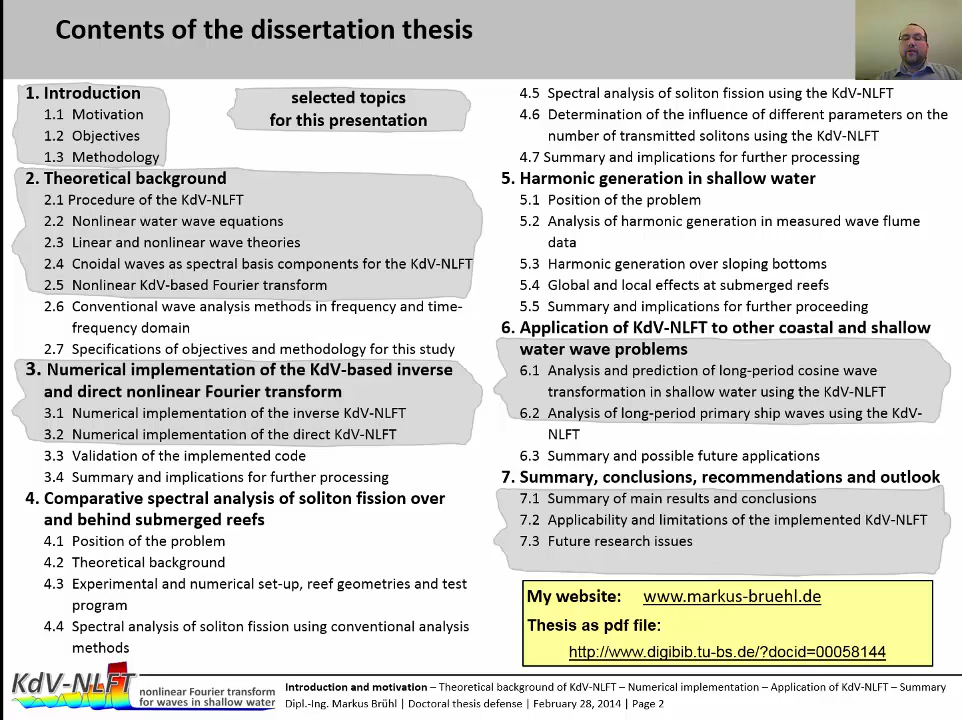 Contents of the dissertation thesis
1. Introduction
1.1 Motivation
1.2 Objectives
1.3 Methodology
selected topics
for this presentation
2. Theoretical background
2.1 Procedure of the KdV-NLFT
2.2 Nonlinear water wave equations
2.3 Linear and nonlinear wave theories
2.4 Cnoidal waves as spectral basis components for the KdV-NLFT
2.5 Nonlinear KdV-based Fourier transform
2.6 Conventional wave analysis methods in frequency and time-
frequency domain
2.7 Specifications of objectives and methodology for this study
3. Numerical implementation of the KdV-based inverse
and direct nonlinear Fourier transform
3.1 Numerical implementation of the inverse KdV-NLFT
3.2 Numerical implementation of the direct KdV-NLFT
3.3 Validation of the implemented code
3.4 Summary and implications for further processing
4. Comparative spectral analysis of soliton fission over
and behind submerged reefs
4.1 Position of the problem
4.2 Theoretical background
4.3 Experimental and numerical set-up, reef geometries and test
program
4.4 Spectral analysis of soliton fission using conventional analysis
methods
4.5 Spectral analysis of soliton fission using the KdV-NLFT
4.6 Determination of the influence of different parameters on the
number of transmitted solitons using the KdV-NLFT
4.7 Summary and implications for further processing
5. Harmonic generation in shallow water
5.1 Position of the problem
5.2 Analysis of harmonic generation in measured wave flume
data
5.3 Harmonic generation over sloping bottoms
5.4 Global and local effects at submerged reefs
5.5 Summary and implications for further proceeding
6. Application of KdV-NLFT to other coastal and shallow
water wave problems
6.1 Analysis and prediction of long-period cosine wave
transformation in shallow water using the KdV-NLFT
6.2 Analysis of long-period primary ship waves using the KdV-
NLFT
6.3 Summary and possible future applications
7. Summary, conclusions, recommendations and outlook
7.1 Summary of main results and conclusions
7.2 Applicability and limitations of the implemented KdV-NLFT
7.3 Future research issues
My website: www.markus-bruehl.de
Thesis as pdf file:
http://www.digibib.tu-bs.de/?docid=00058144
KdV-NLFT
nonlinear Fourier transform
for waves in shallow water
Introduction and motivation – Theoretical background of KdV-NLFT – Numerical implementation – Application of KdV-NLFT – Summary
Dipl.-Ing. Markus Brühl | Doctoral thesis defense | February 28, 2014 | Page 2